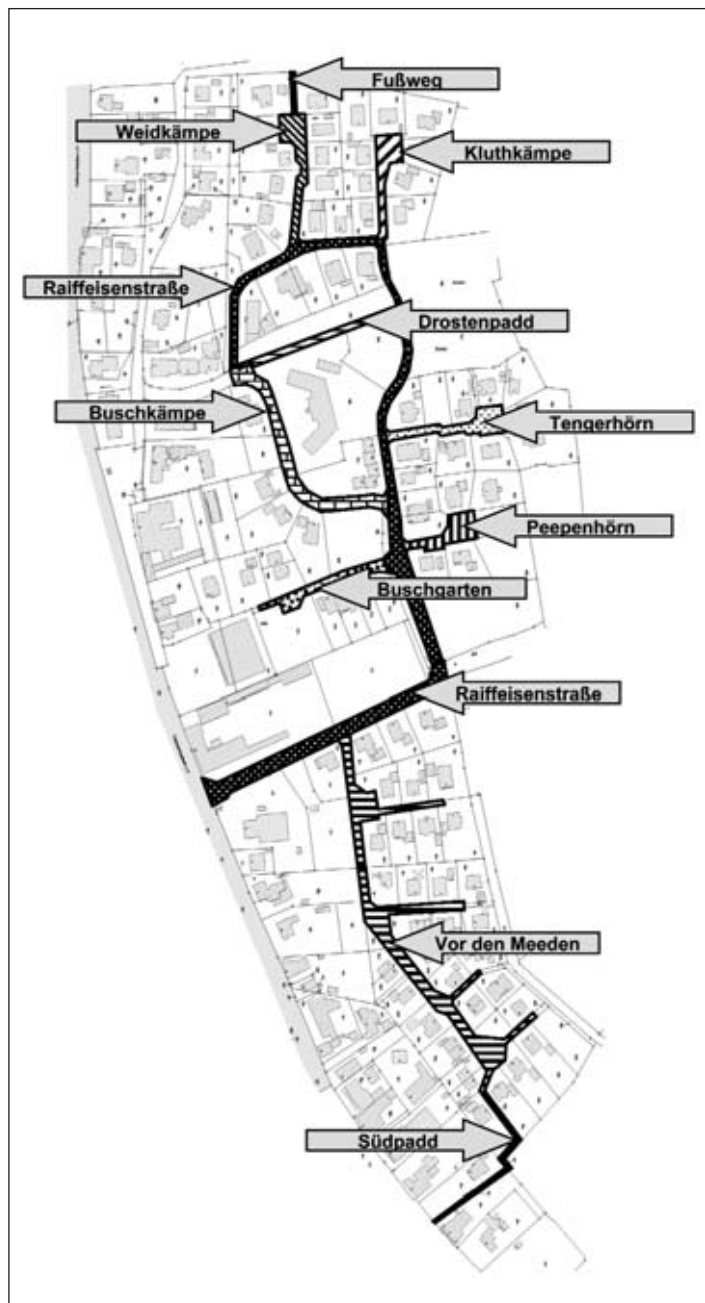 Fußweg
Weidkämpe
Kluthkämpe
Raiffeisenstraße
Drostenpadd
Buschkämpe
Tengerhörn
Peepenhörn
Buschgarten
Raiffeisenstraße
Vor den Meeden
Südpadd